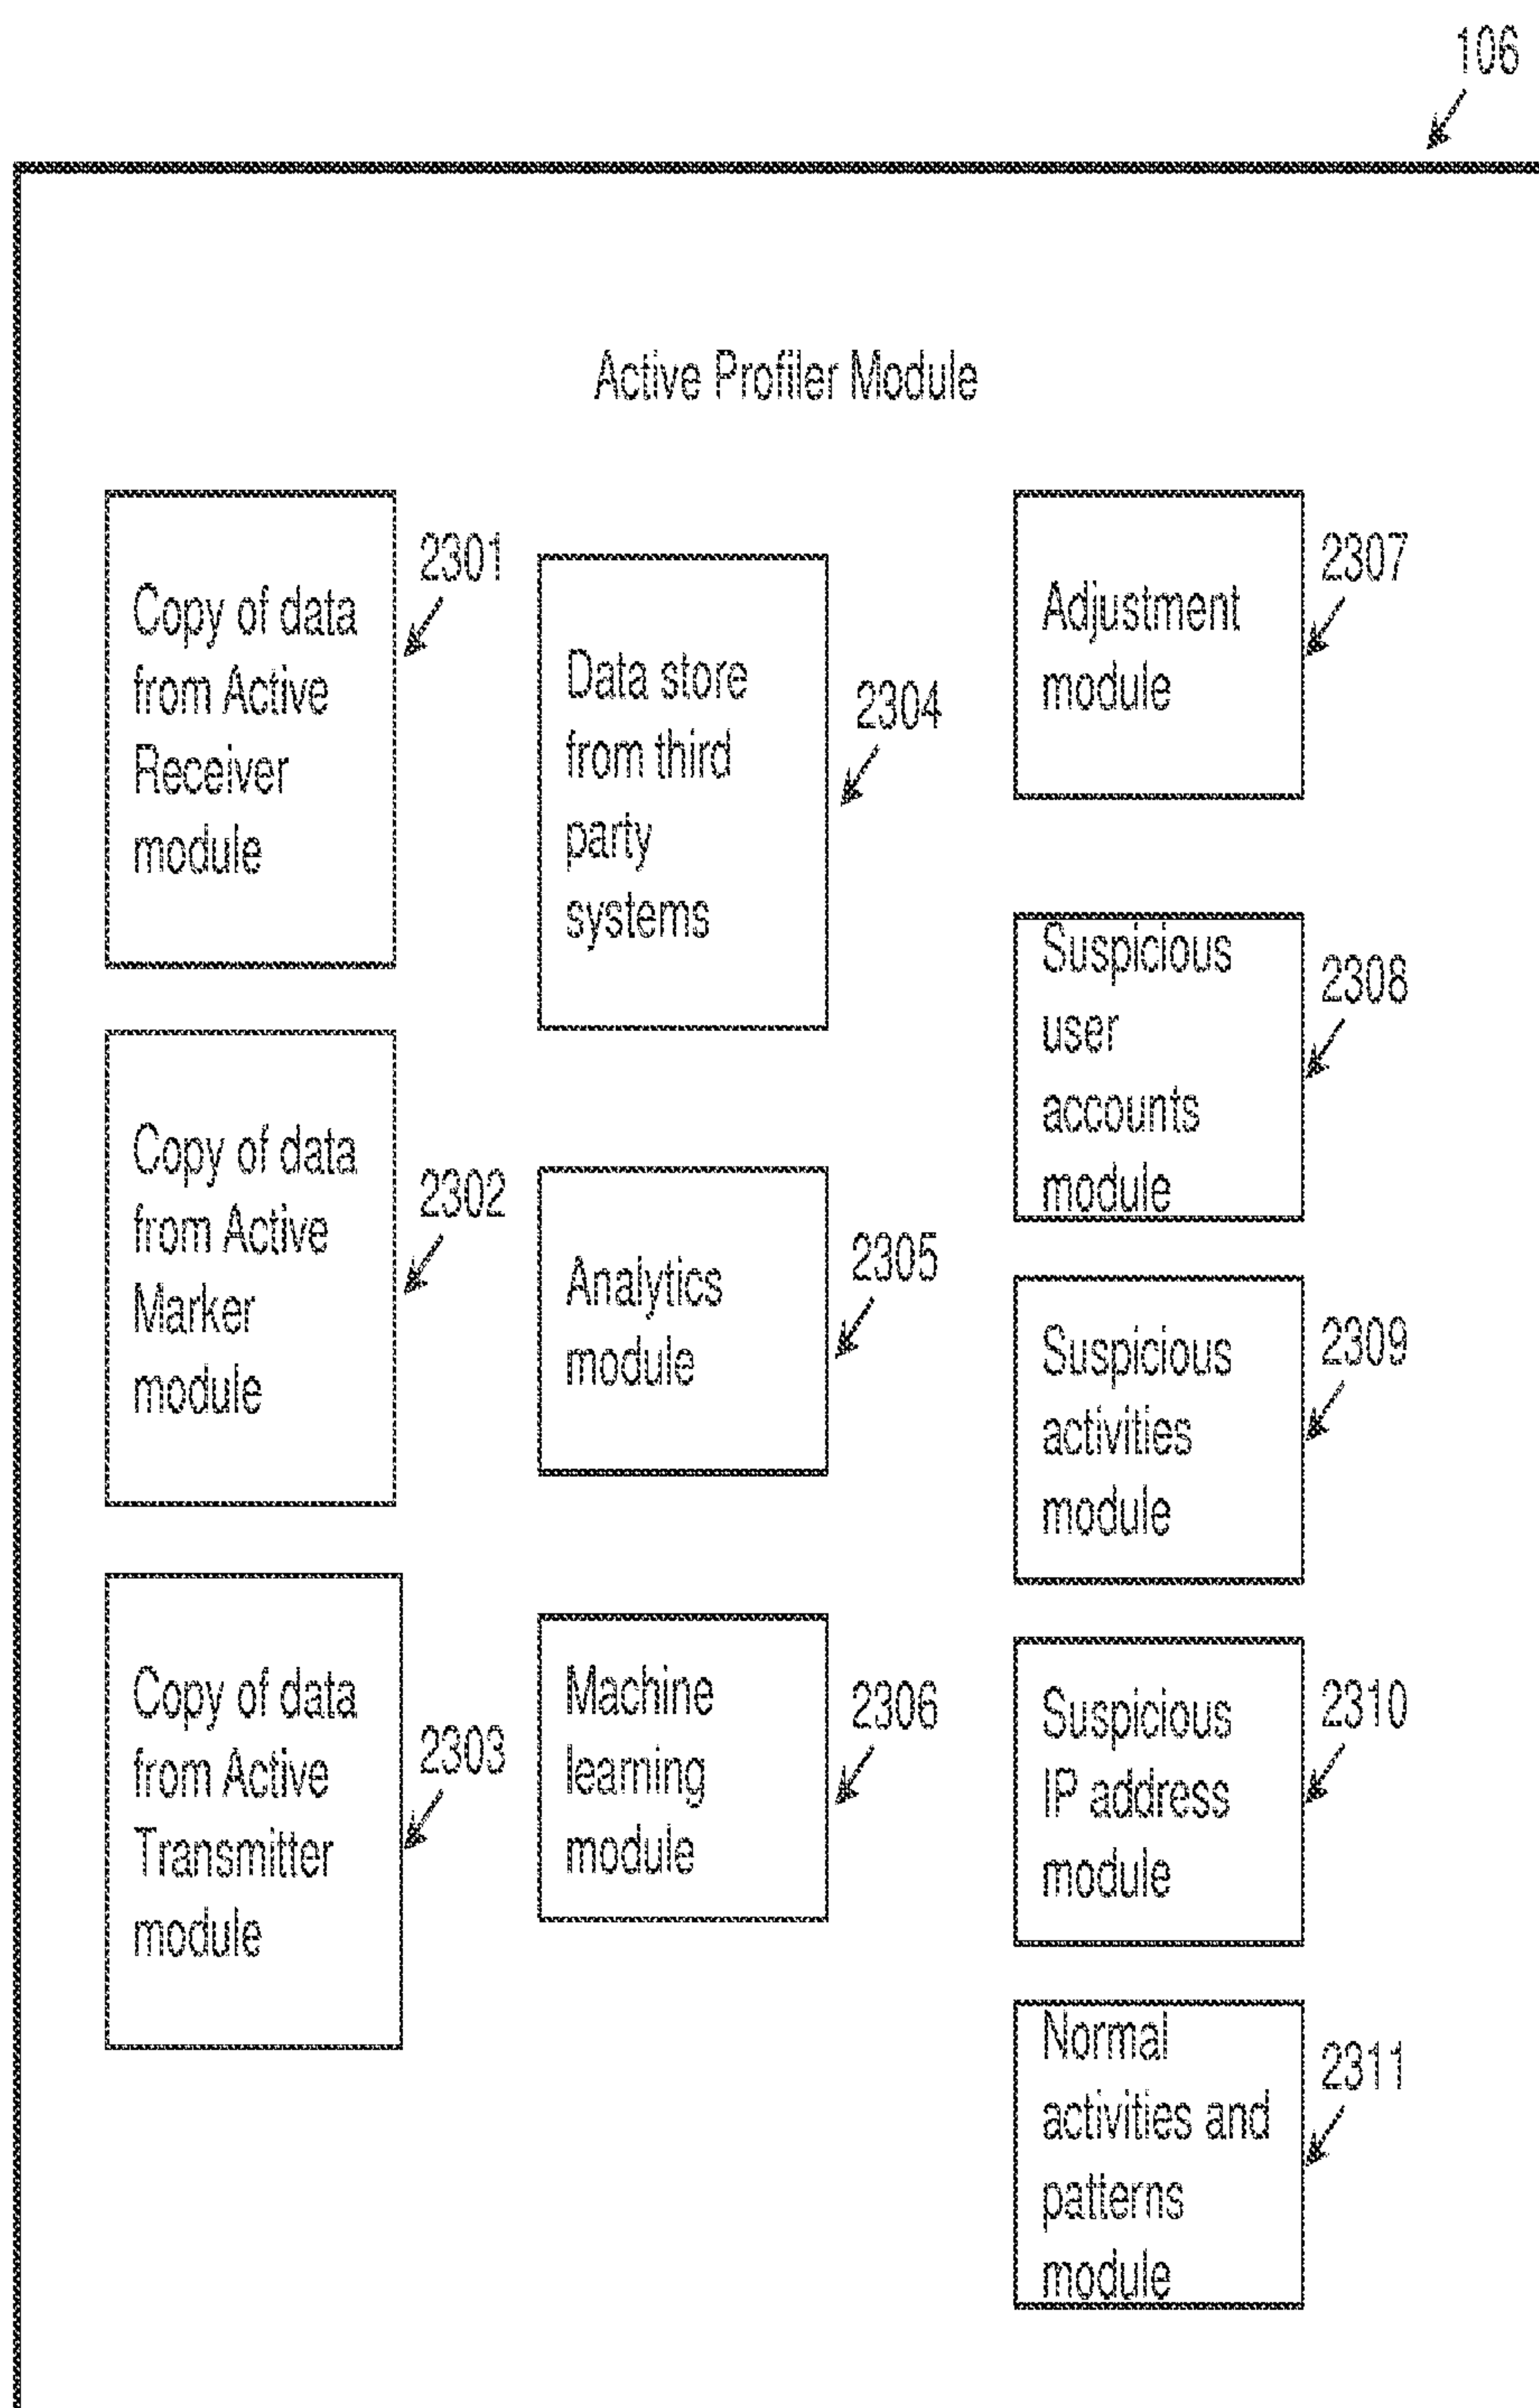 106
Active Profiler Module
Copy of data
from Active
Receiver
module
2301
Copy of data
from Active
Marker
module
2302
Copy of data
from Active
Transmitter
module
2303
Data store
from third
party
systems
2304
Analytics
module
2305
Machine
learning
module
2306
Adjustment
module
2307
Suspicious
user
accounts
module
2308
Suspicious
activities
module
2309
Suspicious
IP address
module
2310
Normal
activities and
patterns
module
2311